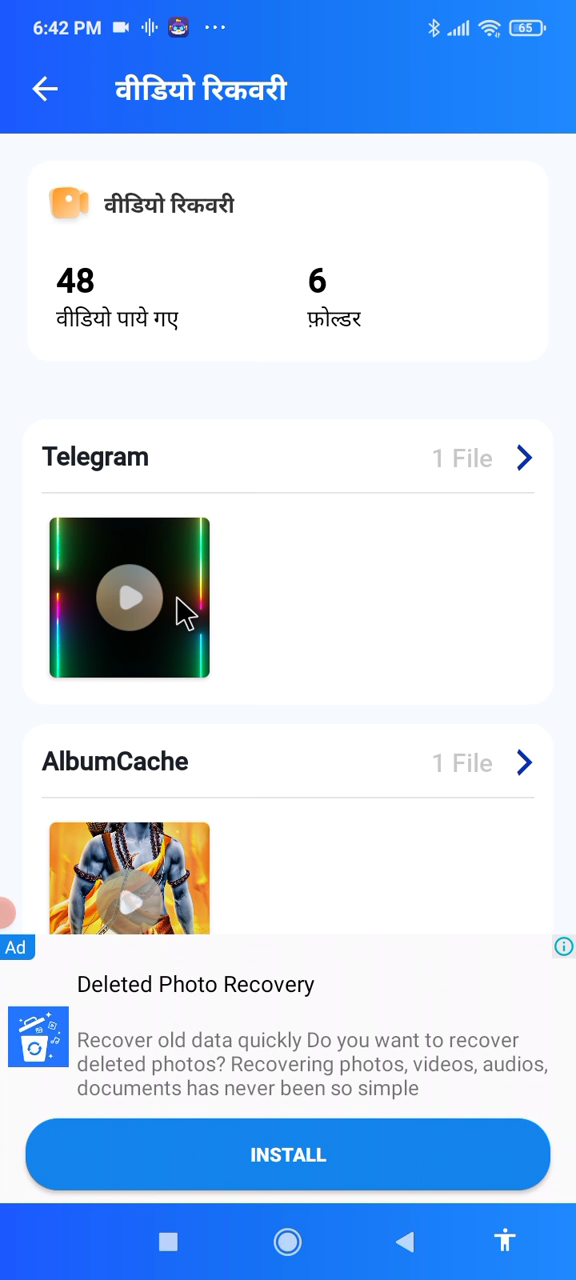 6:42 PM
65
वीडियो रिकवरी
वीडियो रिकवरी
48
6
वीडियो पाये गए
फ़ोल्डर
Telegram
1 File
AlbumCache
1 File
Ad
Deleted Photo Recovery
Recover old data quickly Do you want to recover
deleted photos? Recovering photos, videos, audios,
documents has never been so simple
INSTALL